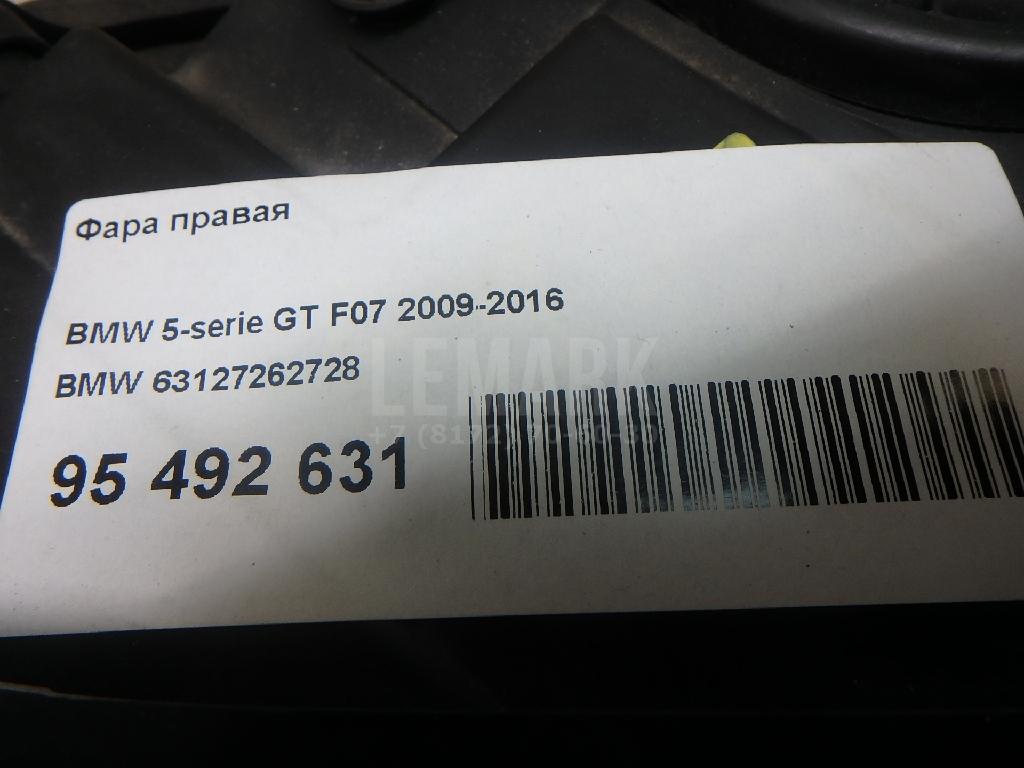 Фара правая
BMW 5-serie GT F07 2009-2016
BMW 63127262728
LEMARK
95 492 631